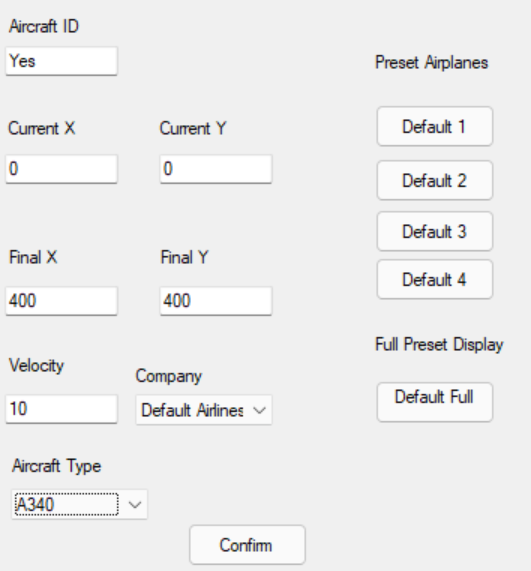 Aircraft ID
Yes
Preset Airplanes
Current X
Current Y
Default 1
0
0
Default 2
Default 3
Final X
Final Y
Default 4
400
400
Full Preset Display
Velocity
Company
10
Default Airlines
Default Full
Aircraft Type
A340
Confirm